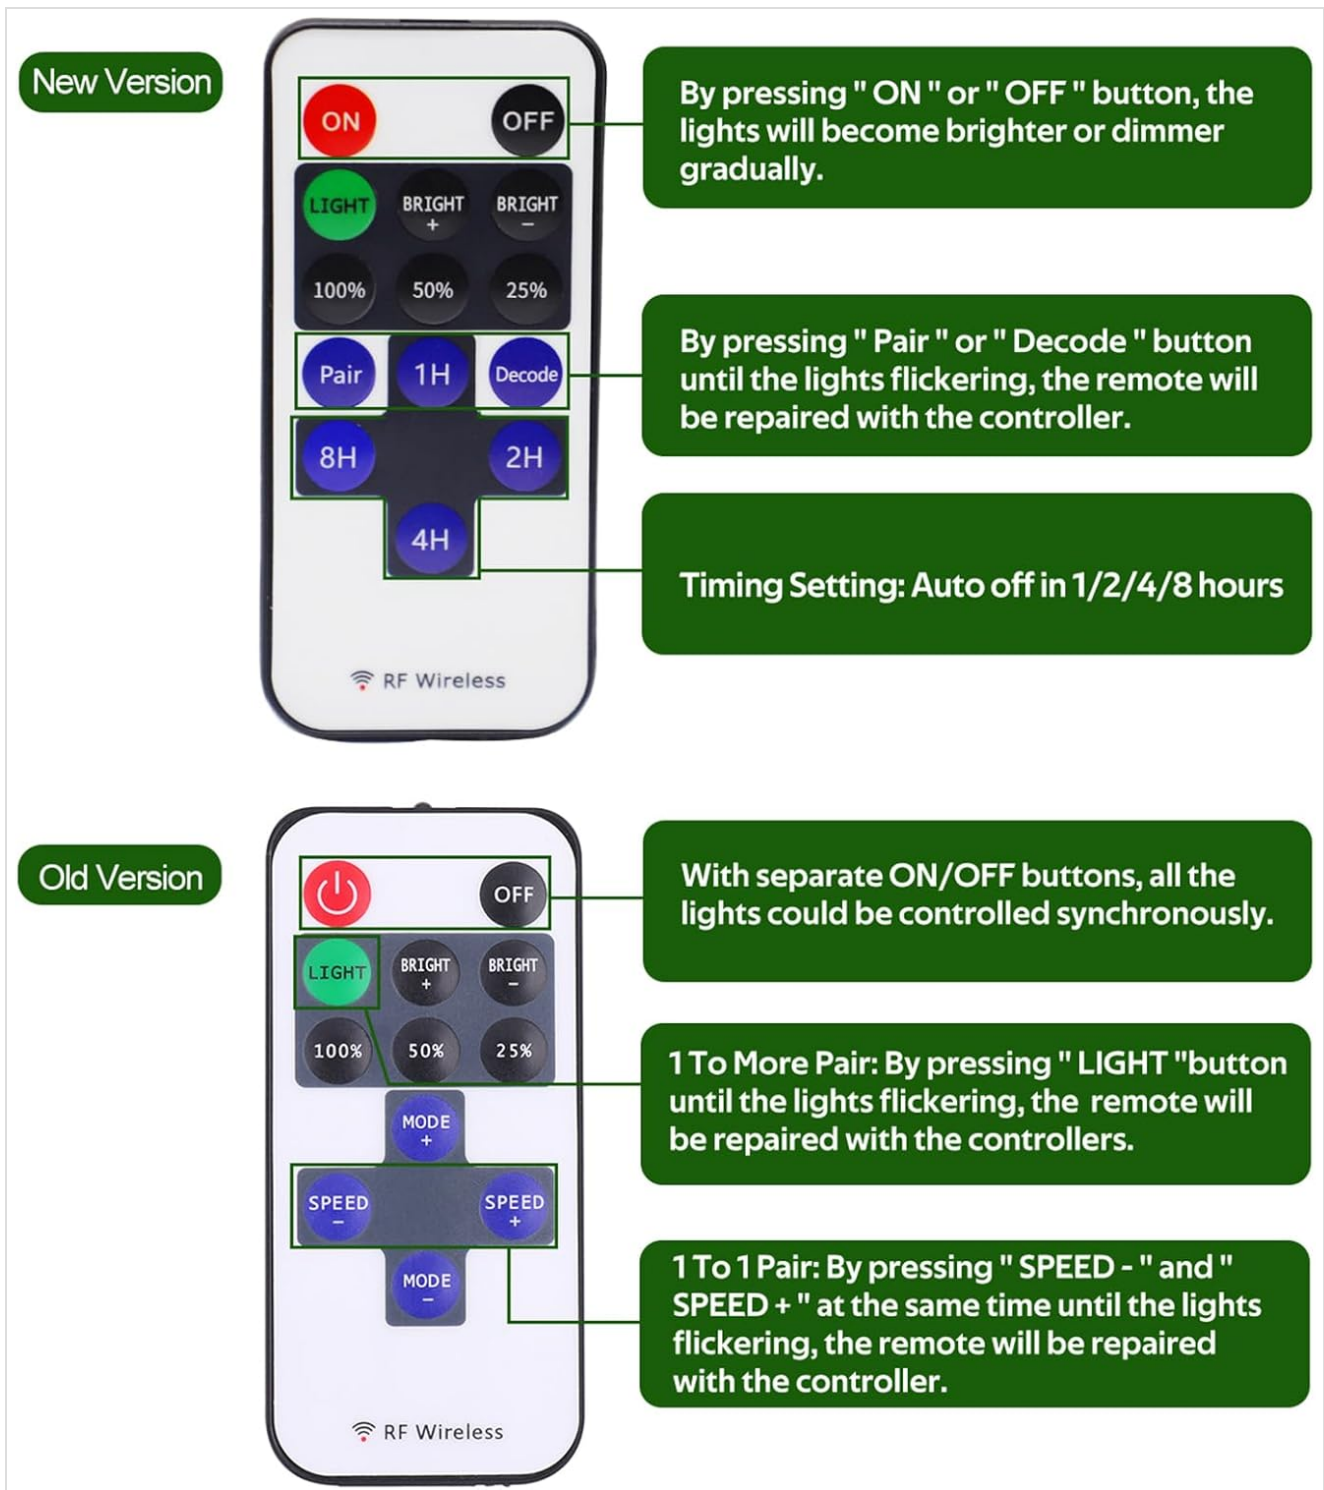 New Version
ON
OFF
By pressing " ON " or " OFF " button, the
lights will become brighter or dimmer
gradually.
LIGHT
BRIGHT
+
BRIGHT
−
100%
50%
25%
Pair
1H
Decode
By pressing " Pair " or " Decode " button
until the lights flickering, the remote will
be repaired with the controller.
8H
2H
4H
Timing Setting: Auto off in 1/2/4/8 hours
RF Wireless
Old Version
OFF
With separate ON/OFF buttons, all the
lights could be controlled synchronously.
LIGHT
BRIGHT
+
BRIGHT
−
100%
50%
25%
1 To More Pair: By pressing " LIGHT "button
until the lights flickering, the remote will
be repaired with the controllers.
MODE
+
SPEED
−
SPEED
+
MODE
−
1 To 1 Pair: By pressing " SPEED - " and "
SPEED + " at the same time until the lights
flickering, the remote will be repaired
with the controller.
RF Wireless